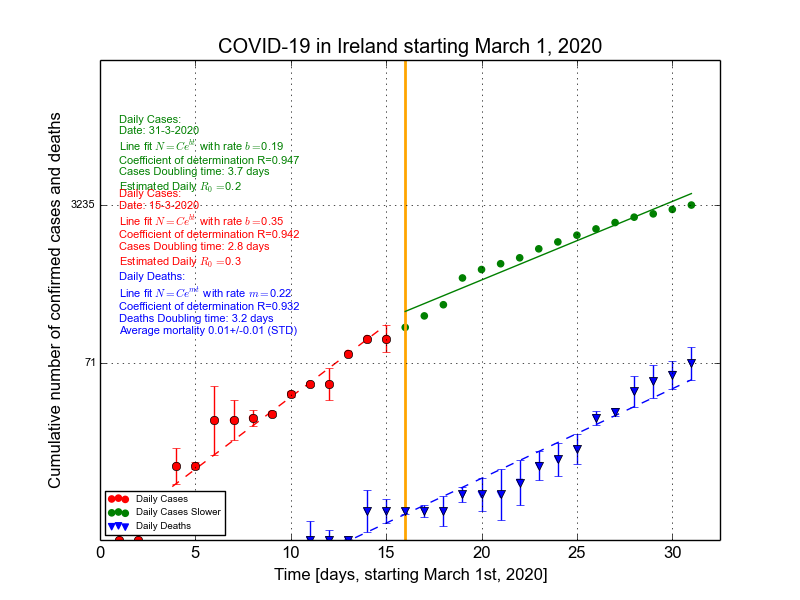 COVID-19 in Ireland starting March 1, 2020
Cumulative number of confirmed cases and deaths
3235
71
Daily Cases:
Date: 31-3-2020
Line fit N = Ce^{bt}: with rate b = 0.19
Coefficient of determination R=0.947
Cases Doubling time: 3.7 days
Estimated Daily R_0 = 0.2
Daily Cases:
Date: 15-3-2020
Line fit N = Ce^{bt}: with rate b = 0.35
Coefficient of determination R=0.942
Cases Doubling time: 2.8 days
Estimated Daily R_0 = 0.3
Daily Deaths:
Line fit N = Ce^{mt} with rate m = 0.22
Coefficient of determination R=0.932
Deaths Doubling time: 3.2 days
Average mortality 0.01+/-0.01 (STD)
Daily Cases
Daily Cases Slower
Daily Deaths
0 5 10 15 20 25 30
Time [days, starting March 1st, 2020]